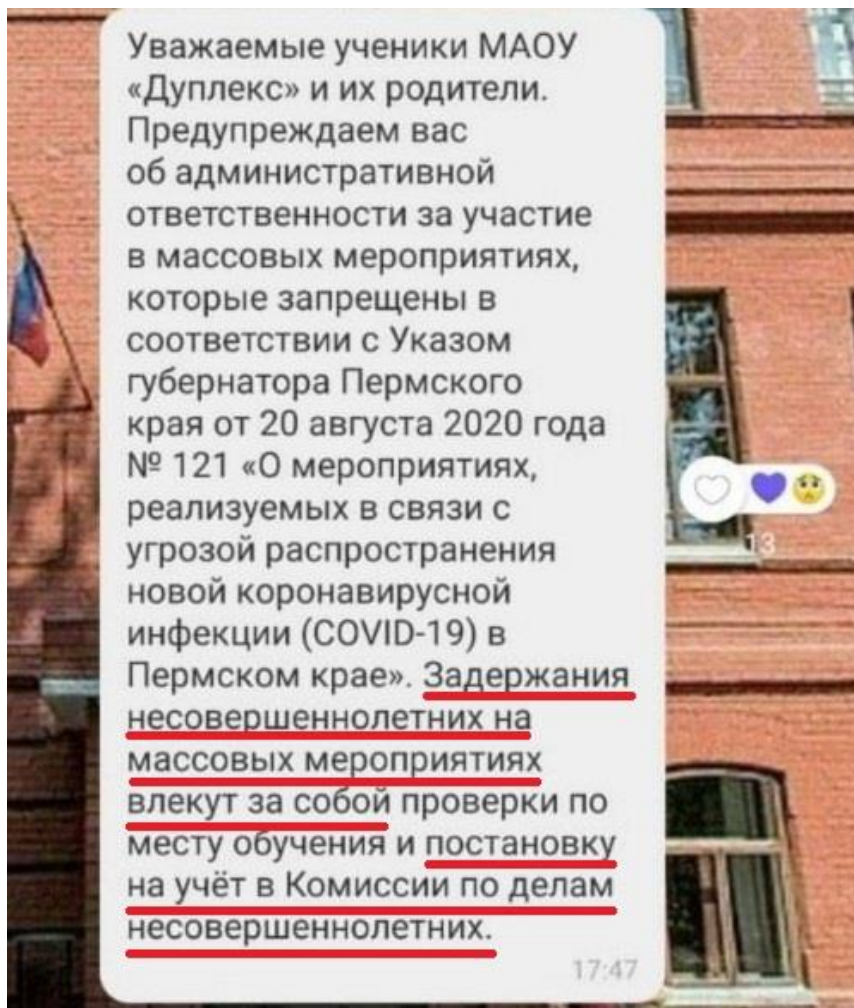 Уважаемые ученики МАОУ
«Дуплекс» и их родители.
Предупреждаем вас
об административной
ответственности за участие
в массовых мероприятиях,
которые запрещены в
соответствии с Указом
губернатора Пермского
края от 20 августа 2020 года
№ 121 «О мероприятиях,
реализуемых в связи с
угрозой распространения
новой коронавирусной
инфекции (COVID-19) в
Пермском крае». Задержания
несовершеннолетних на
массовых мероприятиях
влекут за собой проверки по
месту обучения и постановку
на учёт в Комиссии по делам
несовершеннолетних.
17:47
13